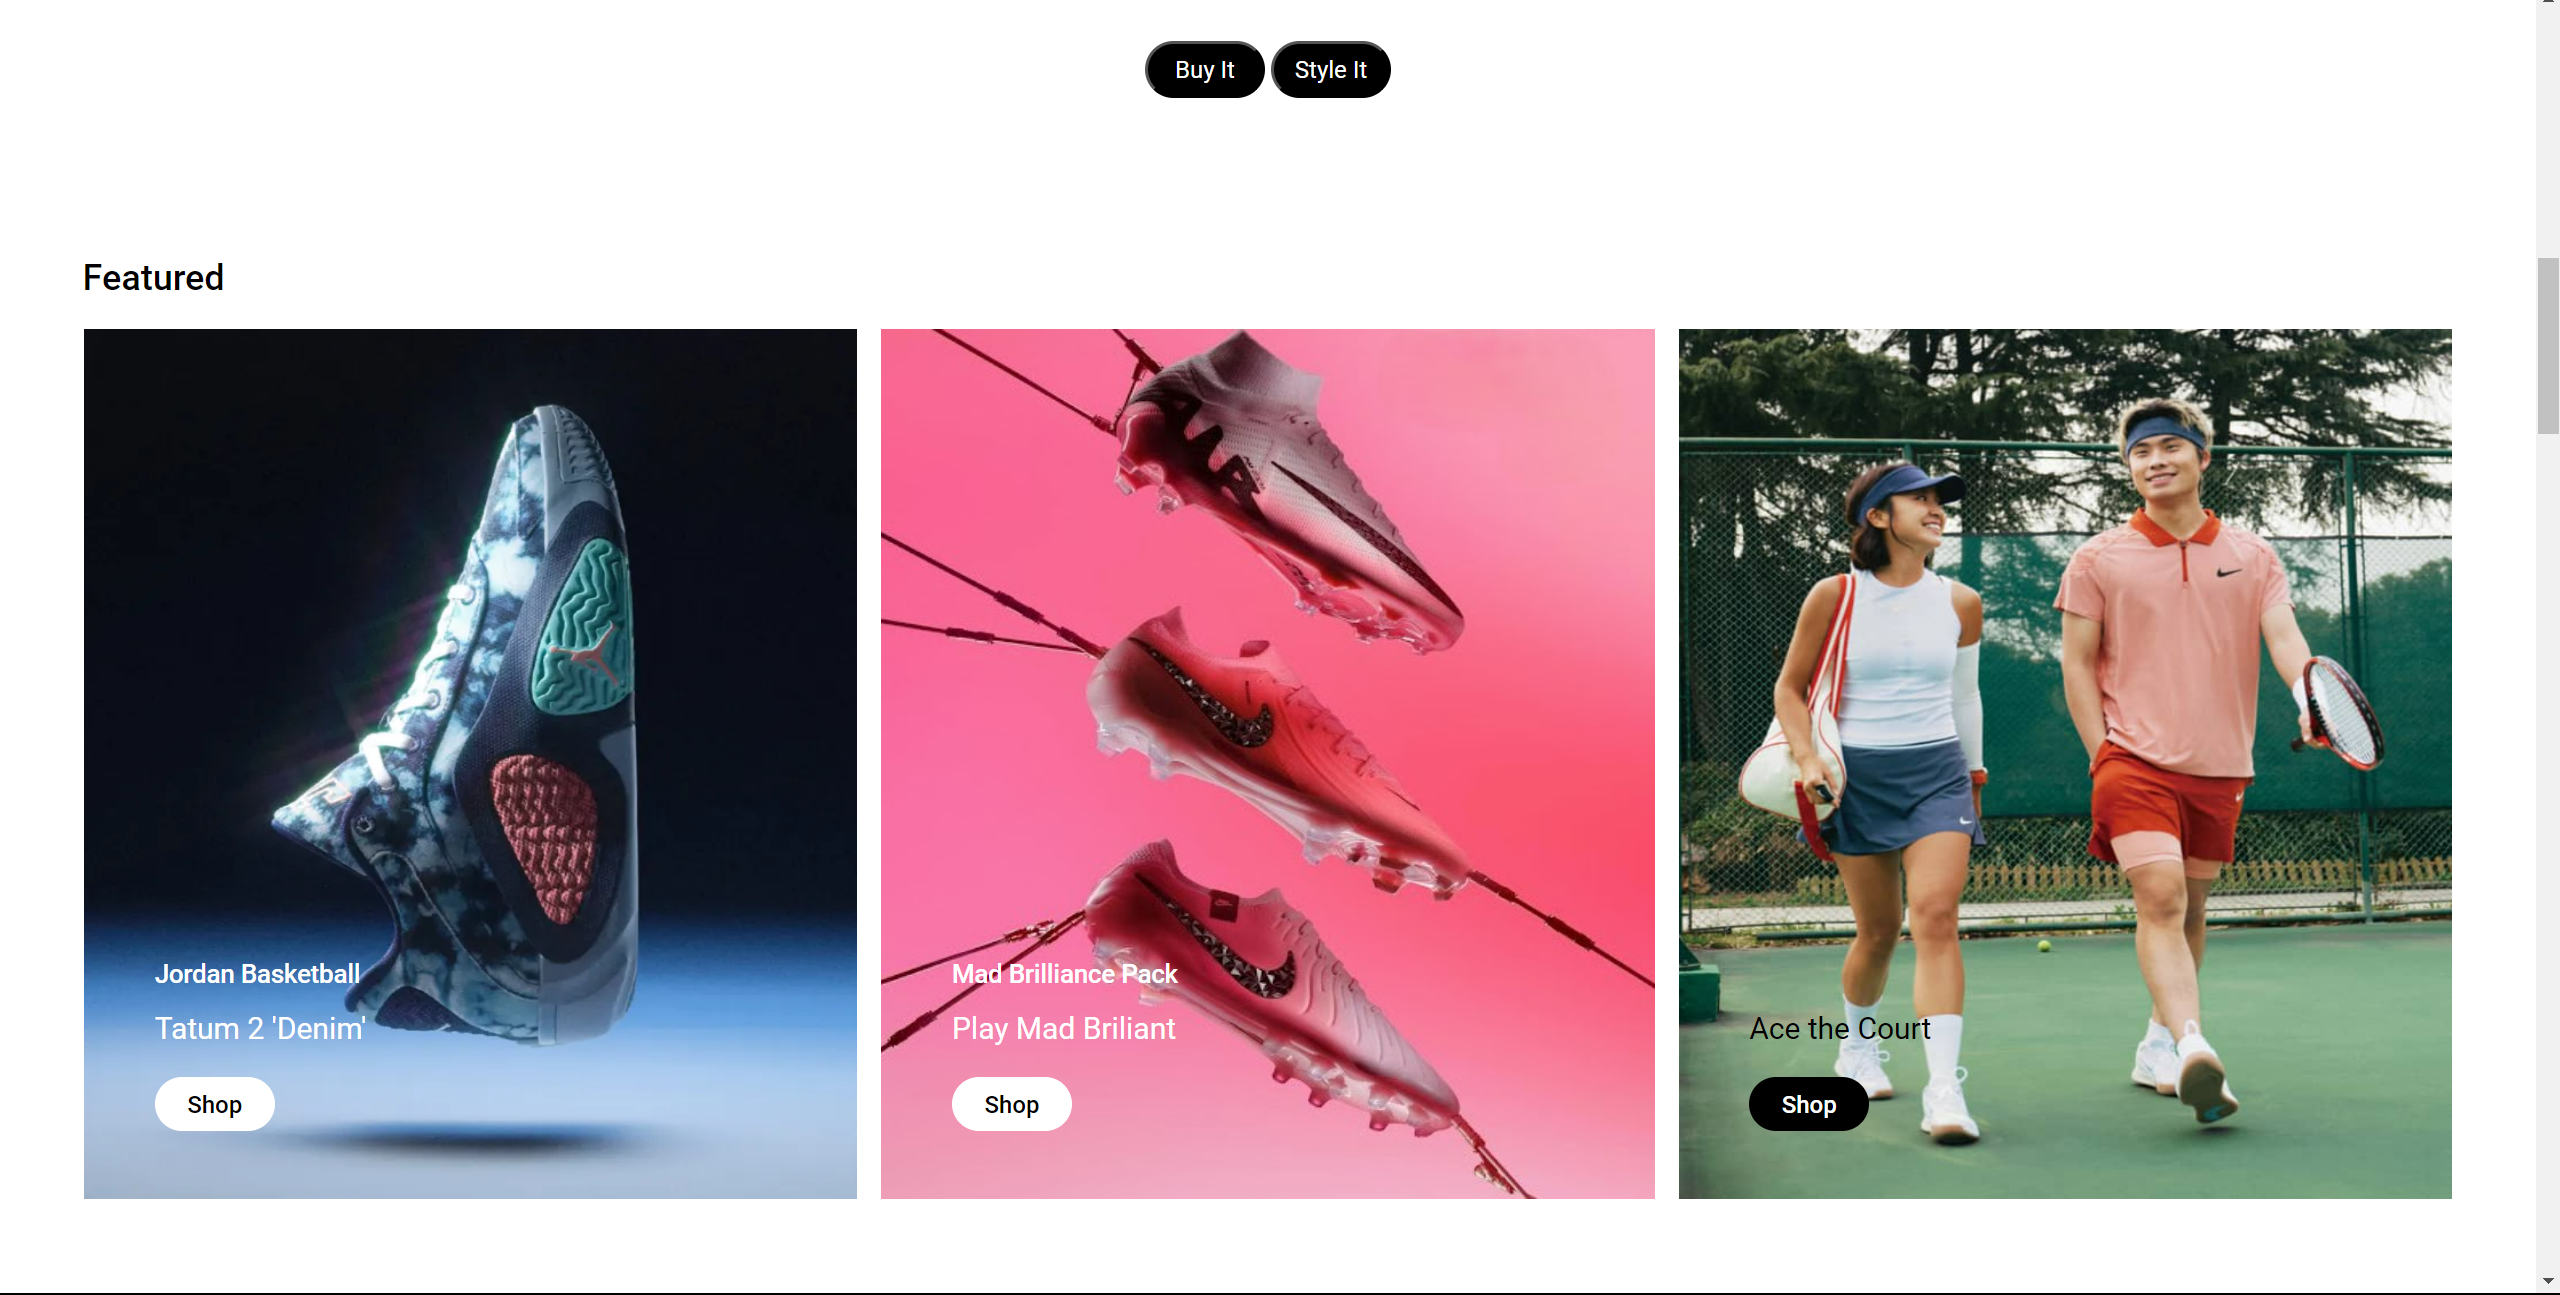 Buy It Style It
Featured
Jordan Basketball
Tatum 2 'Denim'
Shop
Mad Brilliance Pack
Play Mad Briliant
Shop
Ace the Court
Shop